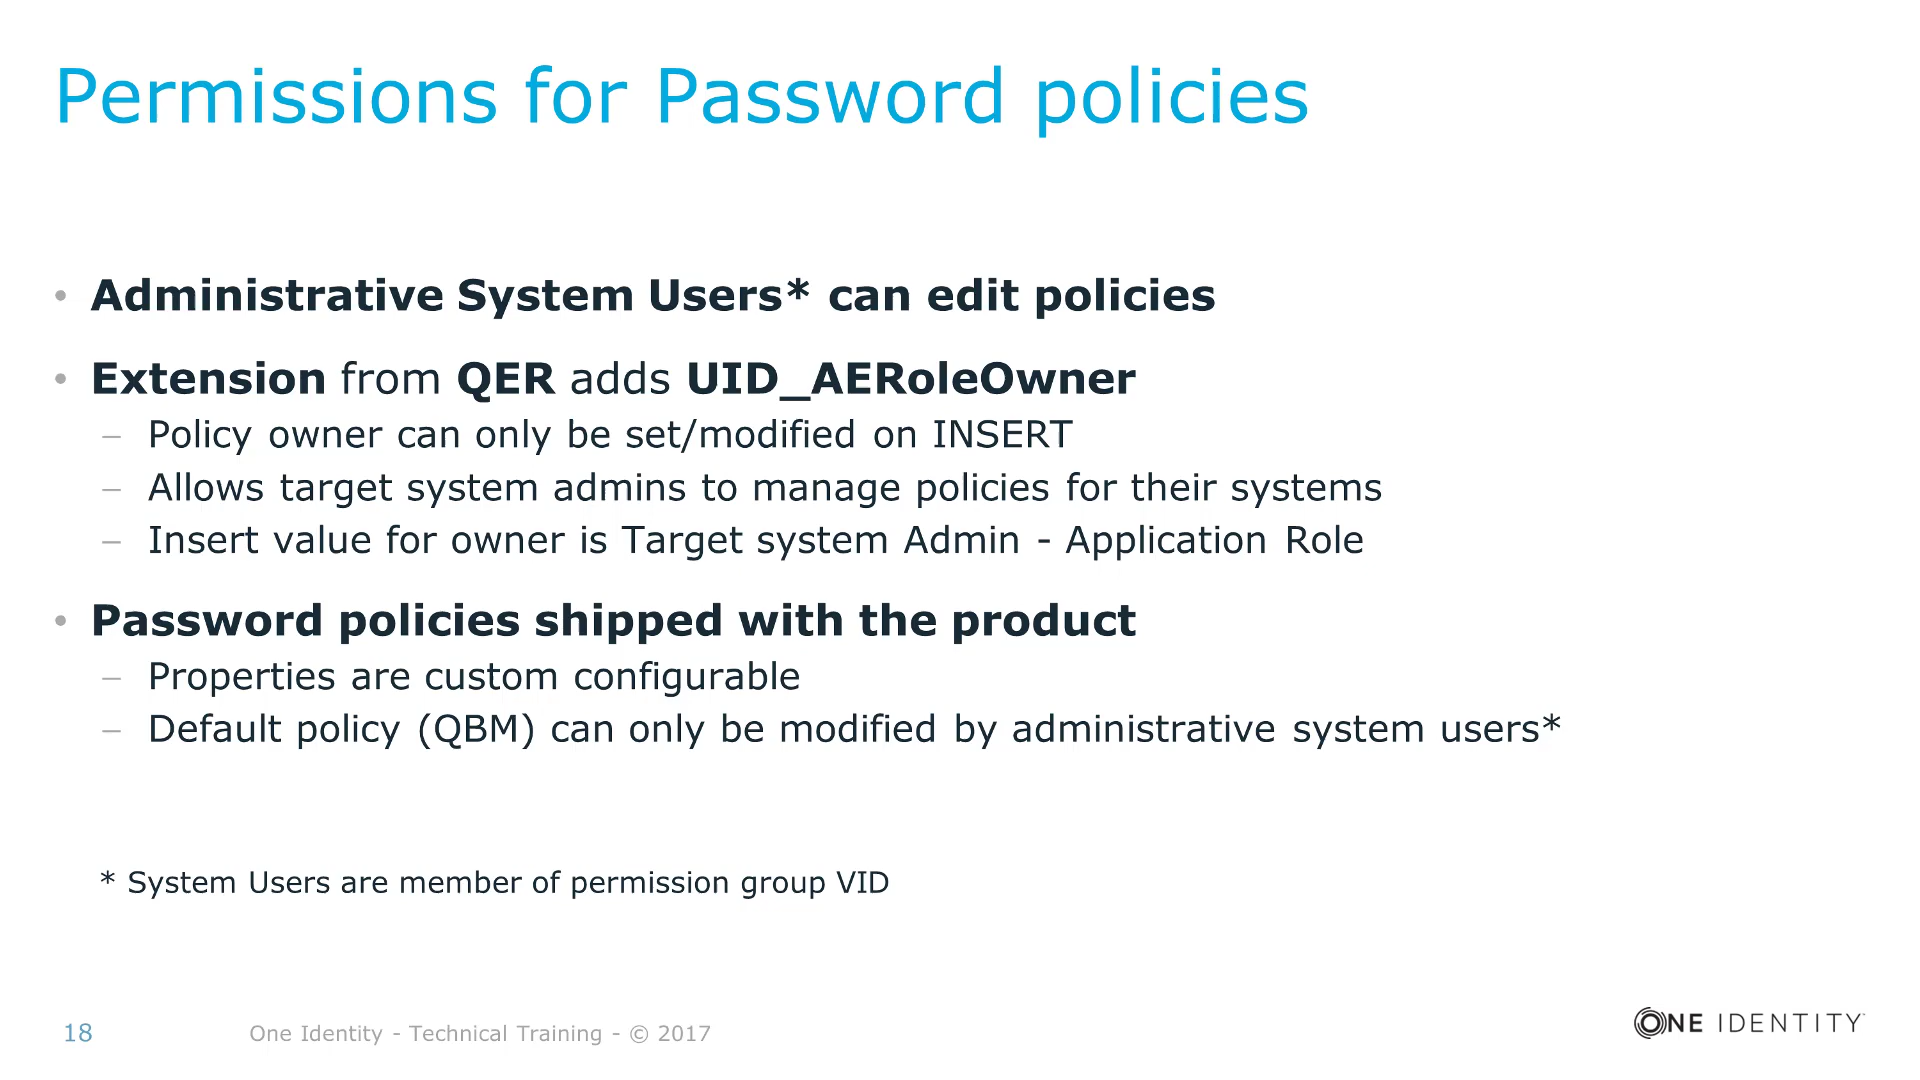 Permissions for Password policies
• Administrative System Users* can edit policies
• Extension from QER adds UID_AERoleOwner
– Policy owner can only be set/modified on INSERT
– Allows target system admins to manage policies for their systems
– Insert value for owner is Target system Admin - Application Role
• Password policies shipped with the product
– Properties are custom configurable
– Default policy (QBM) can only be modified by administrative system users*
* System Users are member of permission group VID
18 One Identity - Technical Training - © 2017
ONE IDENTITY™